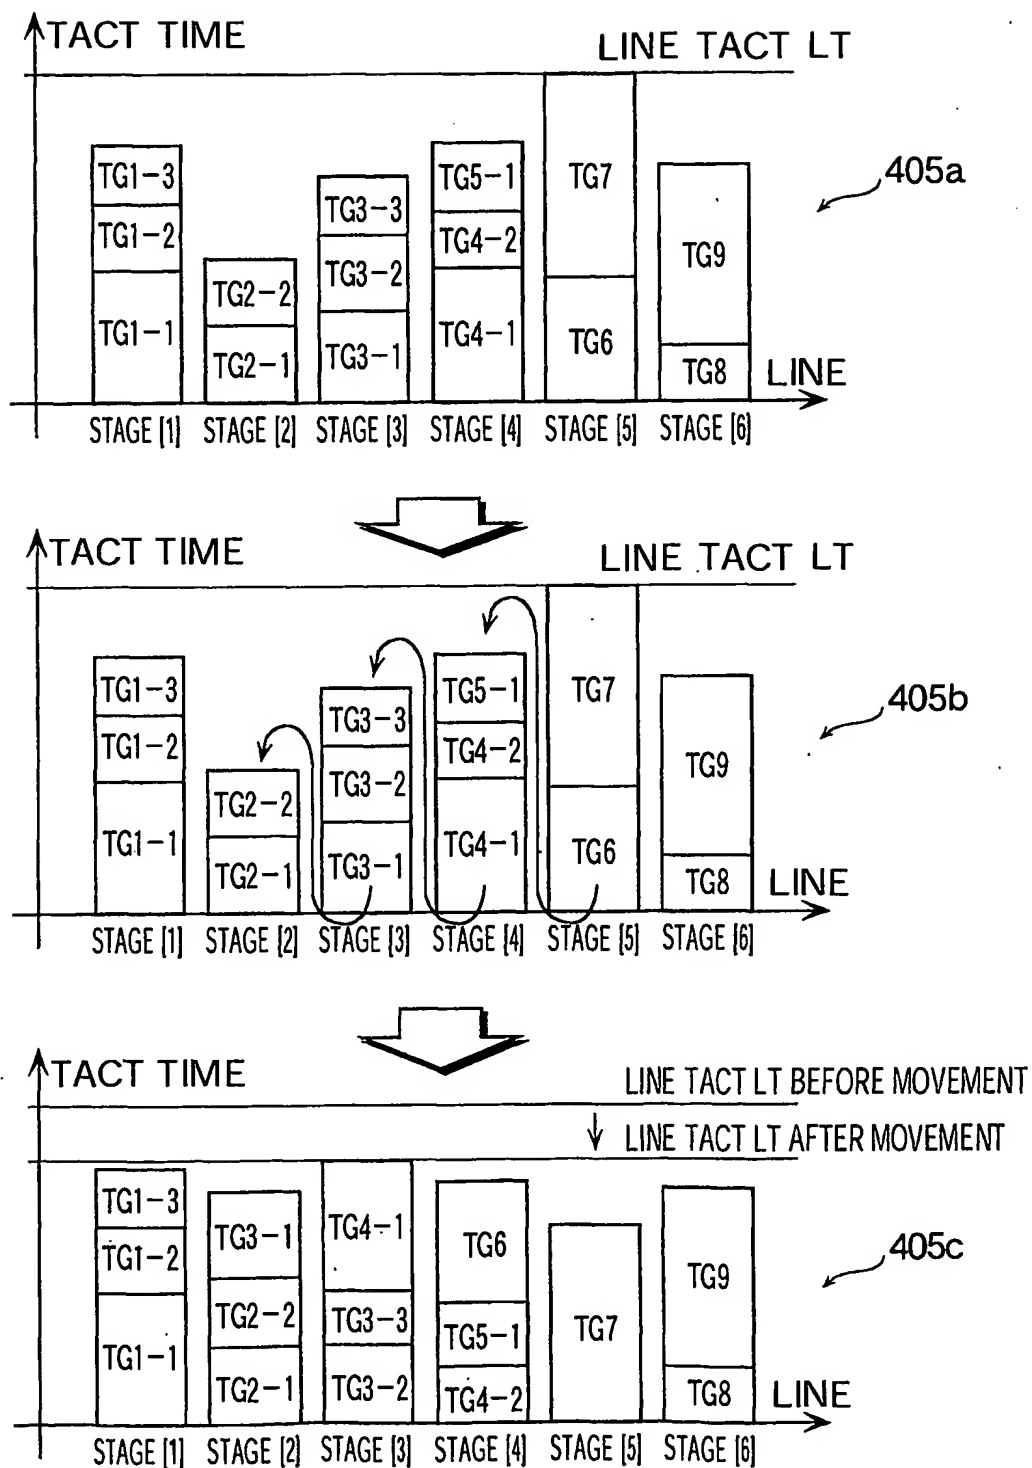 TACT TIME
LINE TACT LT
TG1-3
TG1-2
TG1-1
TG2-2
TG2-1
TG3-3
TG3-2
TG3-1
TG5-1
TG4-2
TG4-1
TG7
TG6
TG9
TG8
405a
LINE
STAGE [1] STAGE [2] STAGE [3] STAGE [4] STAGE [5] STAGE [6]
TACT TIME
LINE TACT LT
TG1-3
TG1-2
TG1-1
TG2-2
TG2-1
TG3-3
TG3-2
TG3-1
TG5-1
TG4-2
TG4-1
TG7
TG6
TG9
TG8
405b
LINE
STAGE [1] STAGE [2] STAGE [3] STAGE [4] STAGE [5] STAGE [6]
TACT TIME
LINE TACT LT BEFORE MOVEMENT
LINE TACT LT AFTER MOVEMENT
TG1-3
TG1-2
TG1-1
TG3-1
TG2-2
TG2-1
TG4-1
TG3-3
TG3-2
TG6
TG5-1
TG4-2
TG7
TG9
TG8
405c
LINE
STAGE [1] STAGE [2] STAGE [3] STAGE [4] STAGE [5] STAGE [6]